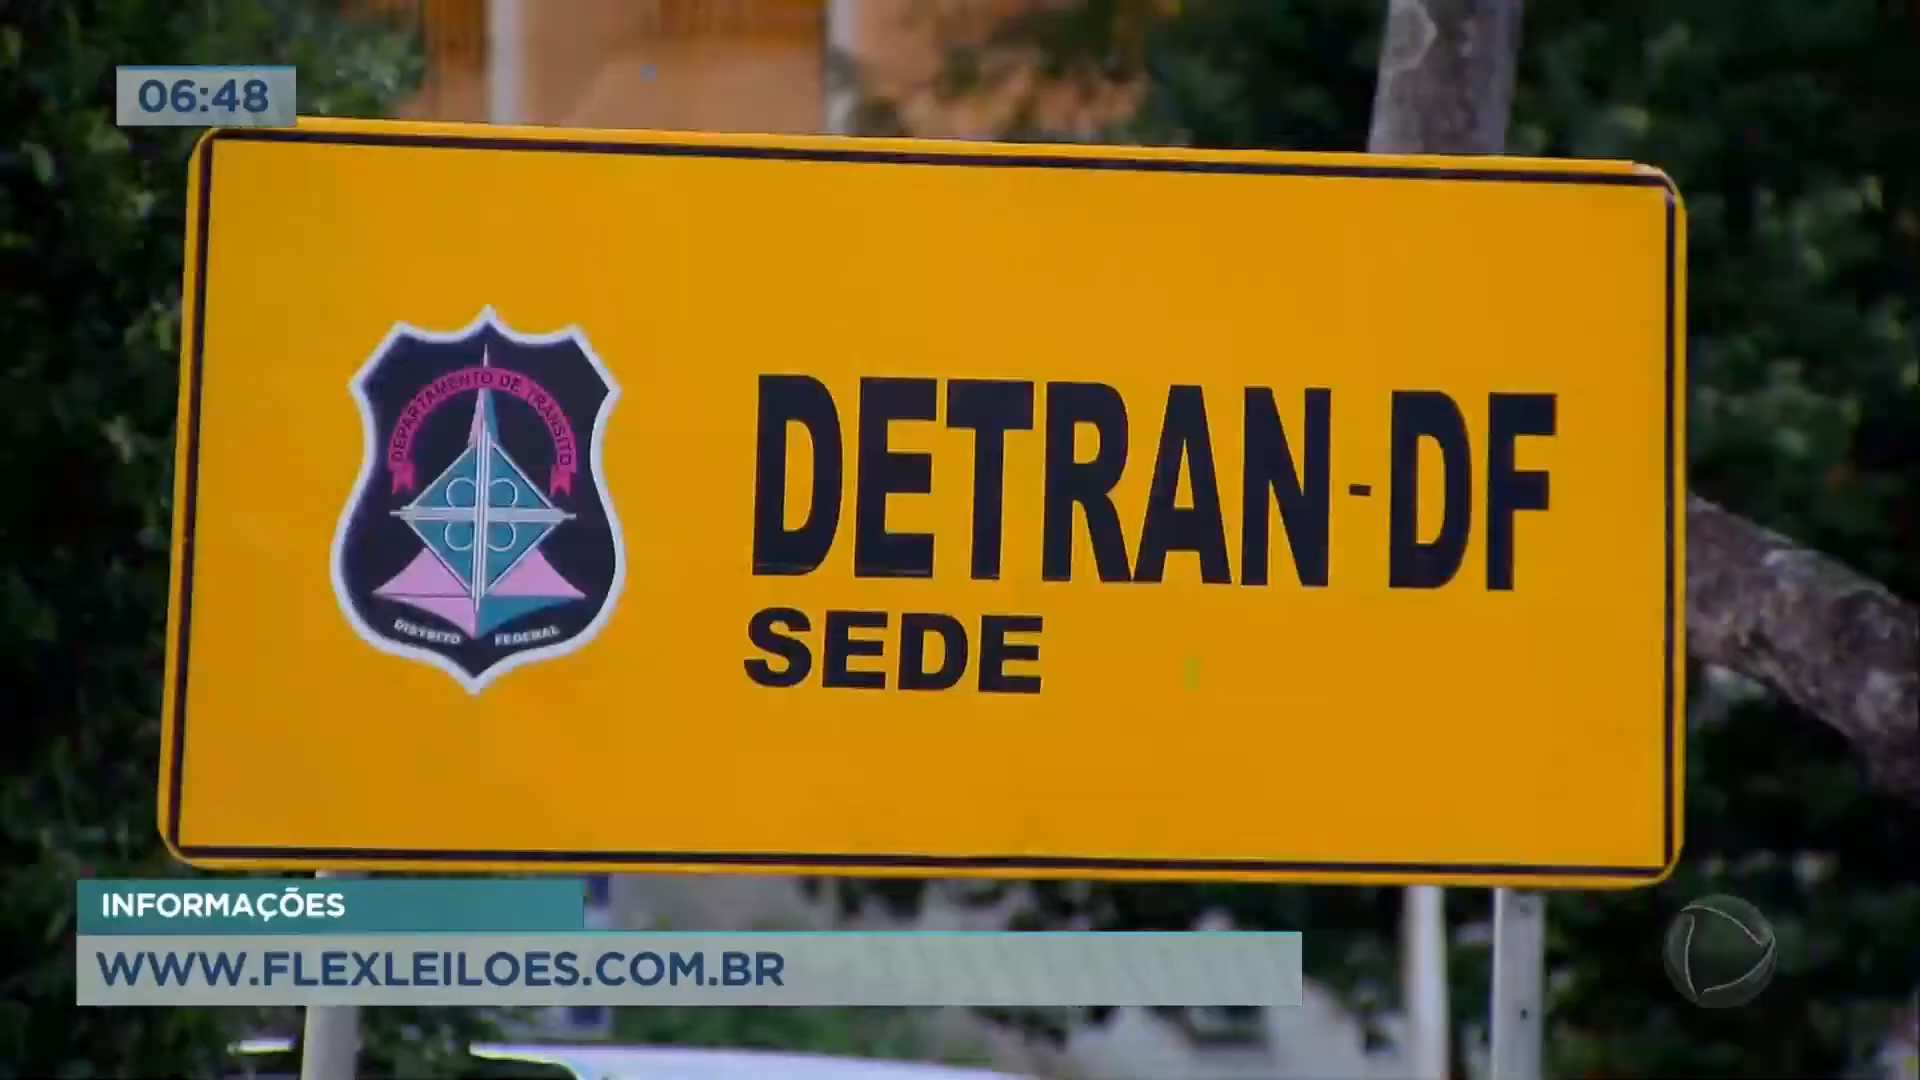 06:48
DEPARTAMENTO DE TRÂNSITO
DISTRITO FEDERAL
DETRAN-DF
SEDE
INFORMAÇÕES
WWW.FLEXLEILOES.COM.BR